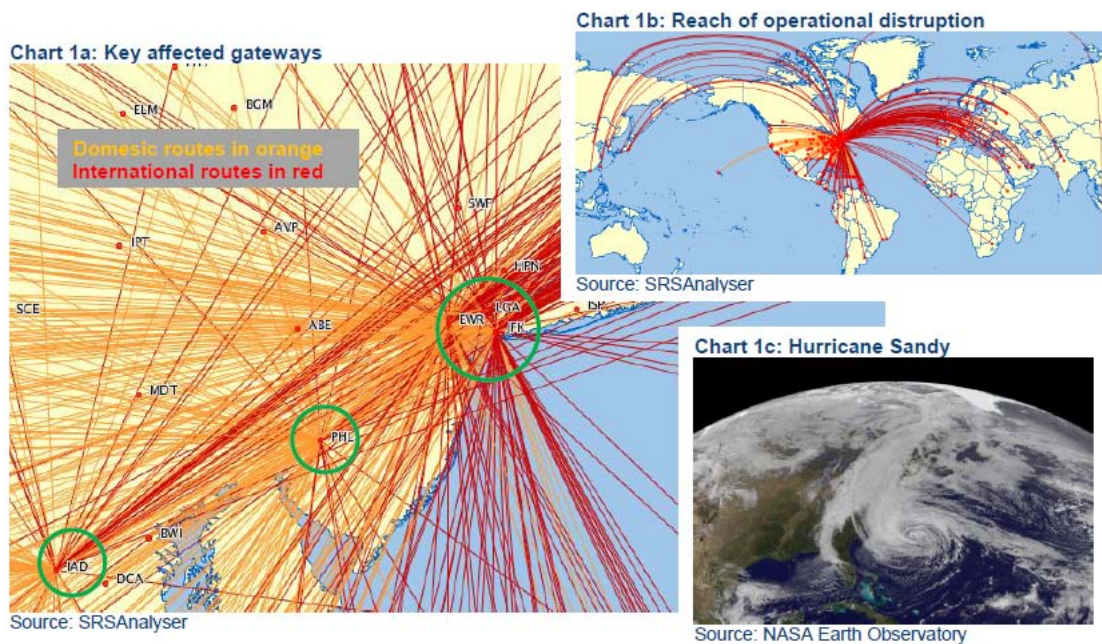 Chart 1b: Reach of operational distruption
Chart 1a: Key affected gateways
ELM
BGM
Domesic routes in orange
International routes in red
SWF
AVP
IPT
HPN
Source: SRSAnalyser
SCE
LGA
ISP
EWR
JFK
ABE
Chart 1c: Hurricane Sandy
MDT
PHL
BWI
IAD
DCA
Source: SRSAnalyser
Source: NASA Earth Observatory